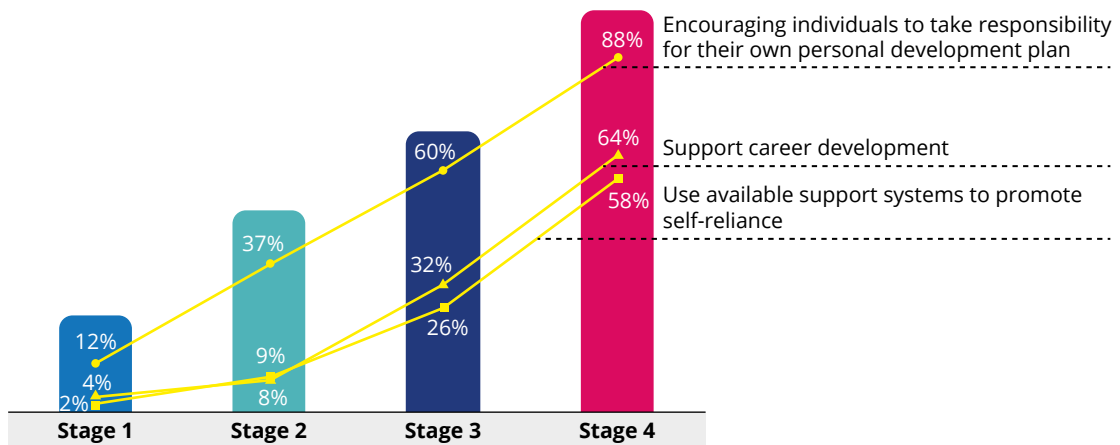 Encouraging individuals to take responsibility
for their own personal development plan
88%
64%
Support career development
60%
Use available support systems to promote
self-reliance
58%
37%
32%
26%
12%
9%
4%
8%
2%
Stage 1 Stage 2 Stage 3 Stage 4